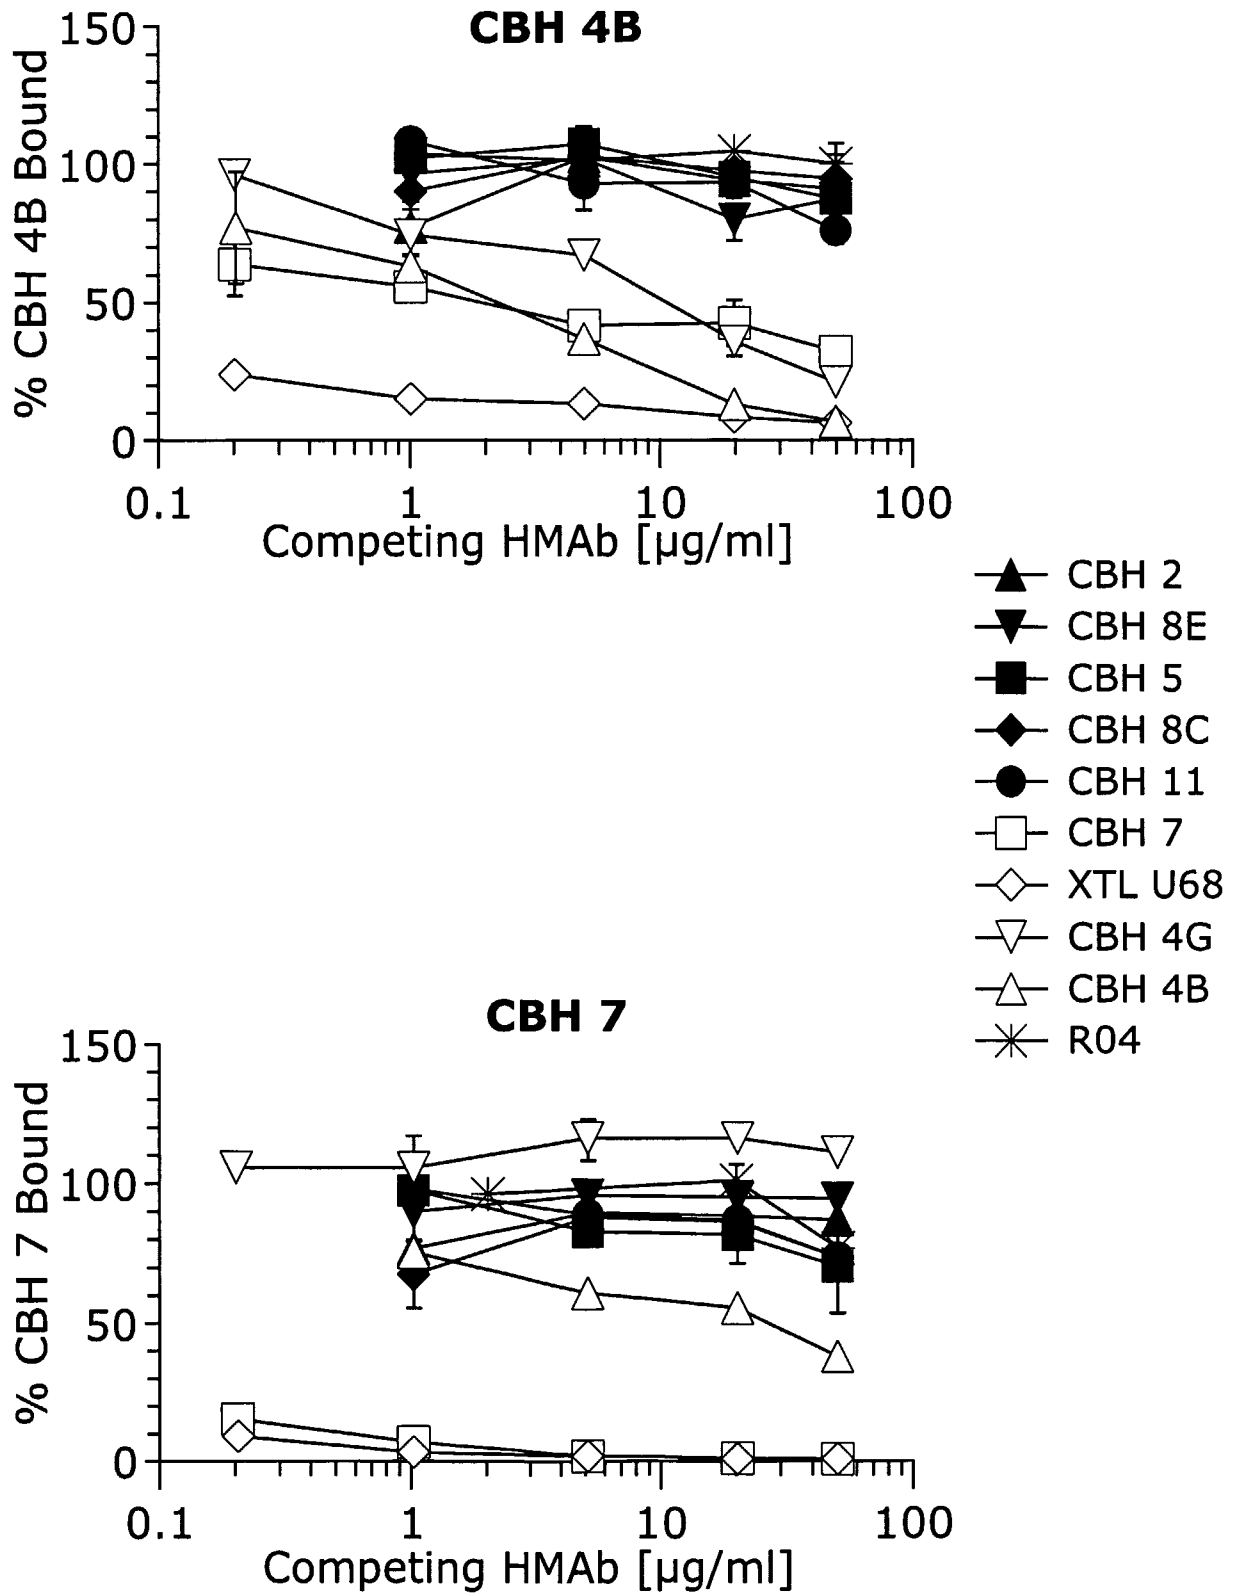 CBH 4B
% CBH 4B Bound
150
100
50
0
0.1 1 10 100
Competing HMAb [µg/ml]
CBH 2
CBH 8E
CBH 5
CBH 8C
CBH 11
CBH 7
XTL U68
CBH 4G
CBH 4B
R04
CBH 7
% CBH 7 Bound
150
100
50
0
0.1 1 10 100
Competing HMAb [µg/ml]